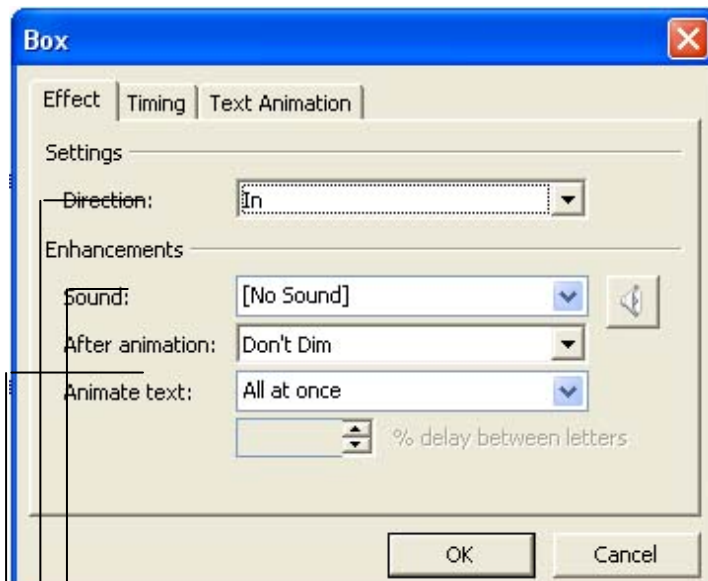 Box
Effect Timing Text Animation
Settings
Direction: In
Enhancements
Sound: [No Sound]
After animation: Don't Dim
Animate text: All at once
% delay between letters
OK Cancel